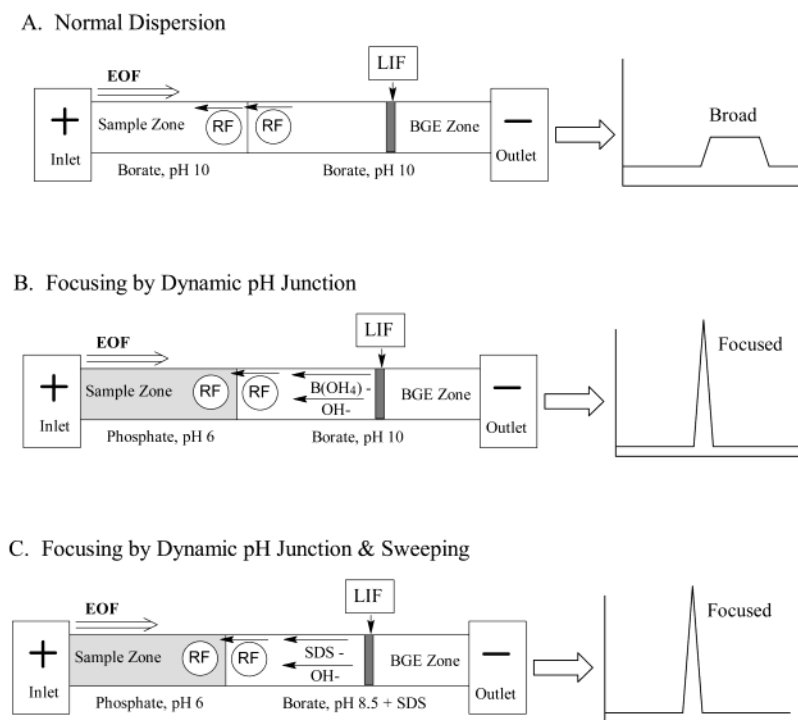 A. Normal Dispersion
LIF
EOF
+ Sample Zone RF RF BGE Zone − Broad
Inlet Outlet
Borate, pH 10 Borate, pH 10
B. Focusing by Dynamic pH Junction
LIF
EOF
Focused
+ Sample Zone RF RF B(OH4) - BGE Zone −
OH-
Inlet Outlet
Phosphate, pH 6 Borate, pH 10
C. Focusing by Dynamic pH Junction & Sweeping
LIF
EOF
Focused
+ Sample Zone RF RF SDS - BGE Zone −
OH-
Inlet Outlet
Phosphate, pH 6 Borate, pH 8.5 + SDS